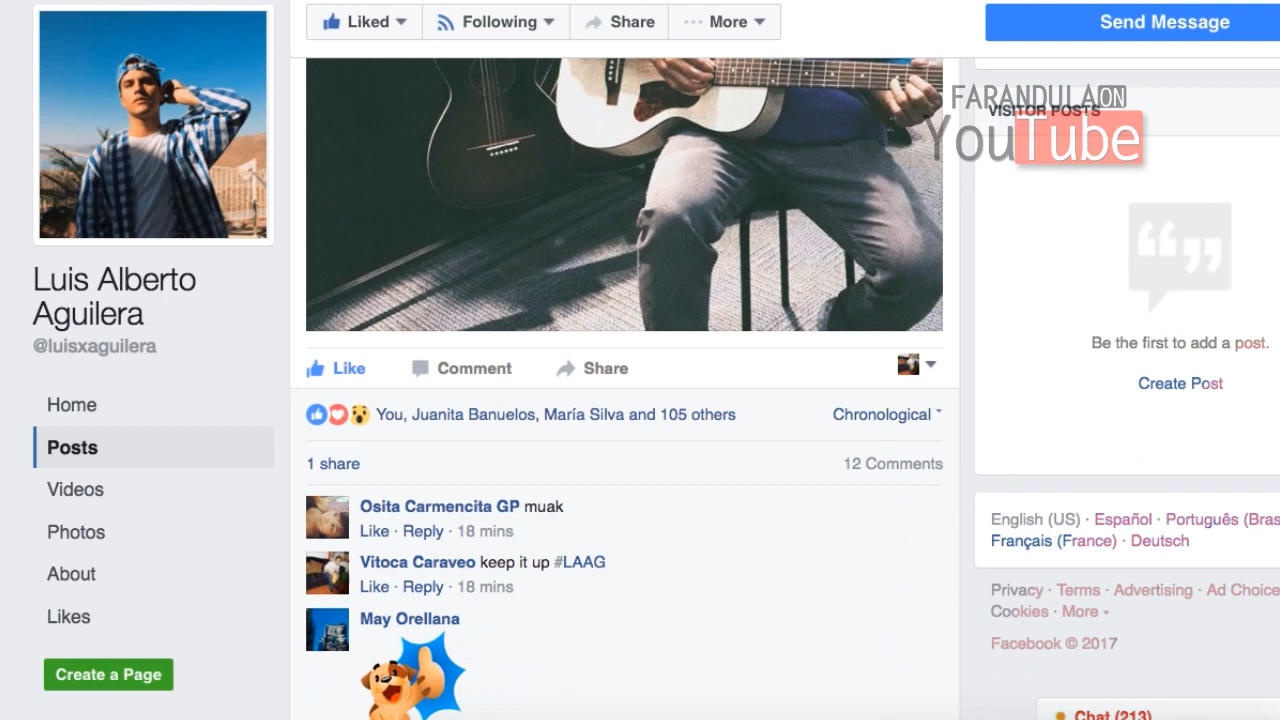 Liked
Following
Share
More
Send Message
FARANDULA ON
YouTube
VISITOR POSTS
Luis Alberto
Aguilera
@luisxaguilera
Home
Posts
Videos
Photos
About
Likes
Create a Page
Like
Comment
Share
You, Juanita Banuelos, María Silva and 105 others
Chronological
1 share
12 Comments
Osita Carmencita GP muak
Like · Reply · 18 mins
Vitoca Caraveo keep it up #LAAG
Like · Reply · 18 mins
May Orellana
Be the first to add a post.
Create Post
English (US) · Español · Português (Bras
Français (France) · Deutsch
Privacy · Terms · Advertising · Ad Choice
Cookies · More
Facebook © 2017
Chat (213)